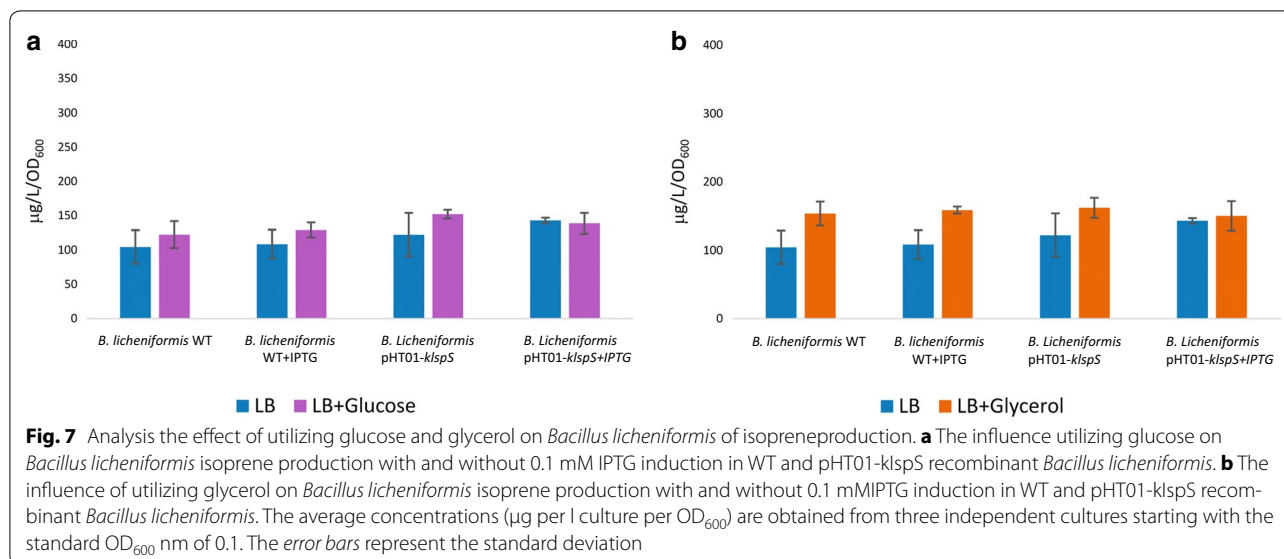 a
400
350
300
250
200
150
100
50
0
µg/L/OD600
B. licheniformis WT
B. licheniformis
WT+IPTG
B. Licheniformis
pHT01-kIspS
B. Licheniformis
pHT01-kIspS+IPTG
LB LB+Glucose
b
400
300
200
100
0
µg/L/OD600
B. licheniformis WT
B. licheniformis
WT+IPTG
B. Licheniformis
pHT01-kIspS
B. Licheniformis
pHT01-kIspS+IPTG
LB LB+Glycerol
Fig. 7 Analysis the effect of utilizing glucose and glycerol on Bacillus licheniformis of isopreneproduction. a The influence utilizing glucose on
Bacillus licheniformis isoprene production with and without 0.1 mM IPTG induction in WT and pHT01-kIspS recombinant Bacillus licheniformis. b The
influence of utilizing glycerol on Bacillus licheniformis isoprene production with and without 0.1 mMIPTG induction in WT and pHT01-kIspS recom-
binant Bacillus licheniformis. The average concentrations (µg per l culture per OD600) are obtained from three independent cultures starting with the
standard OD600 nm of 0.1. The error bars represent the standard deviation